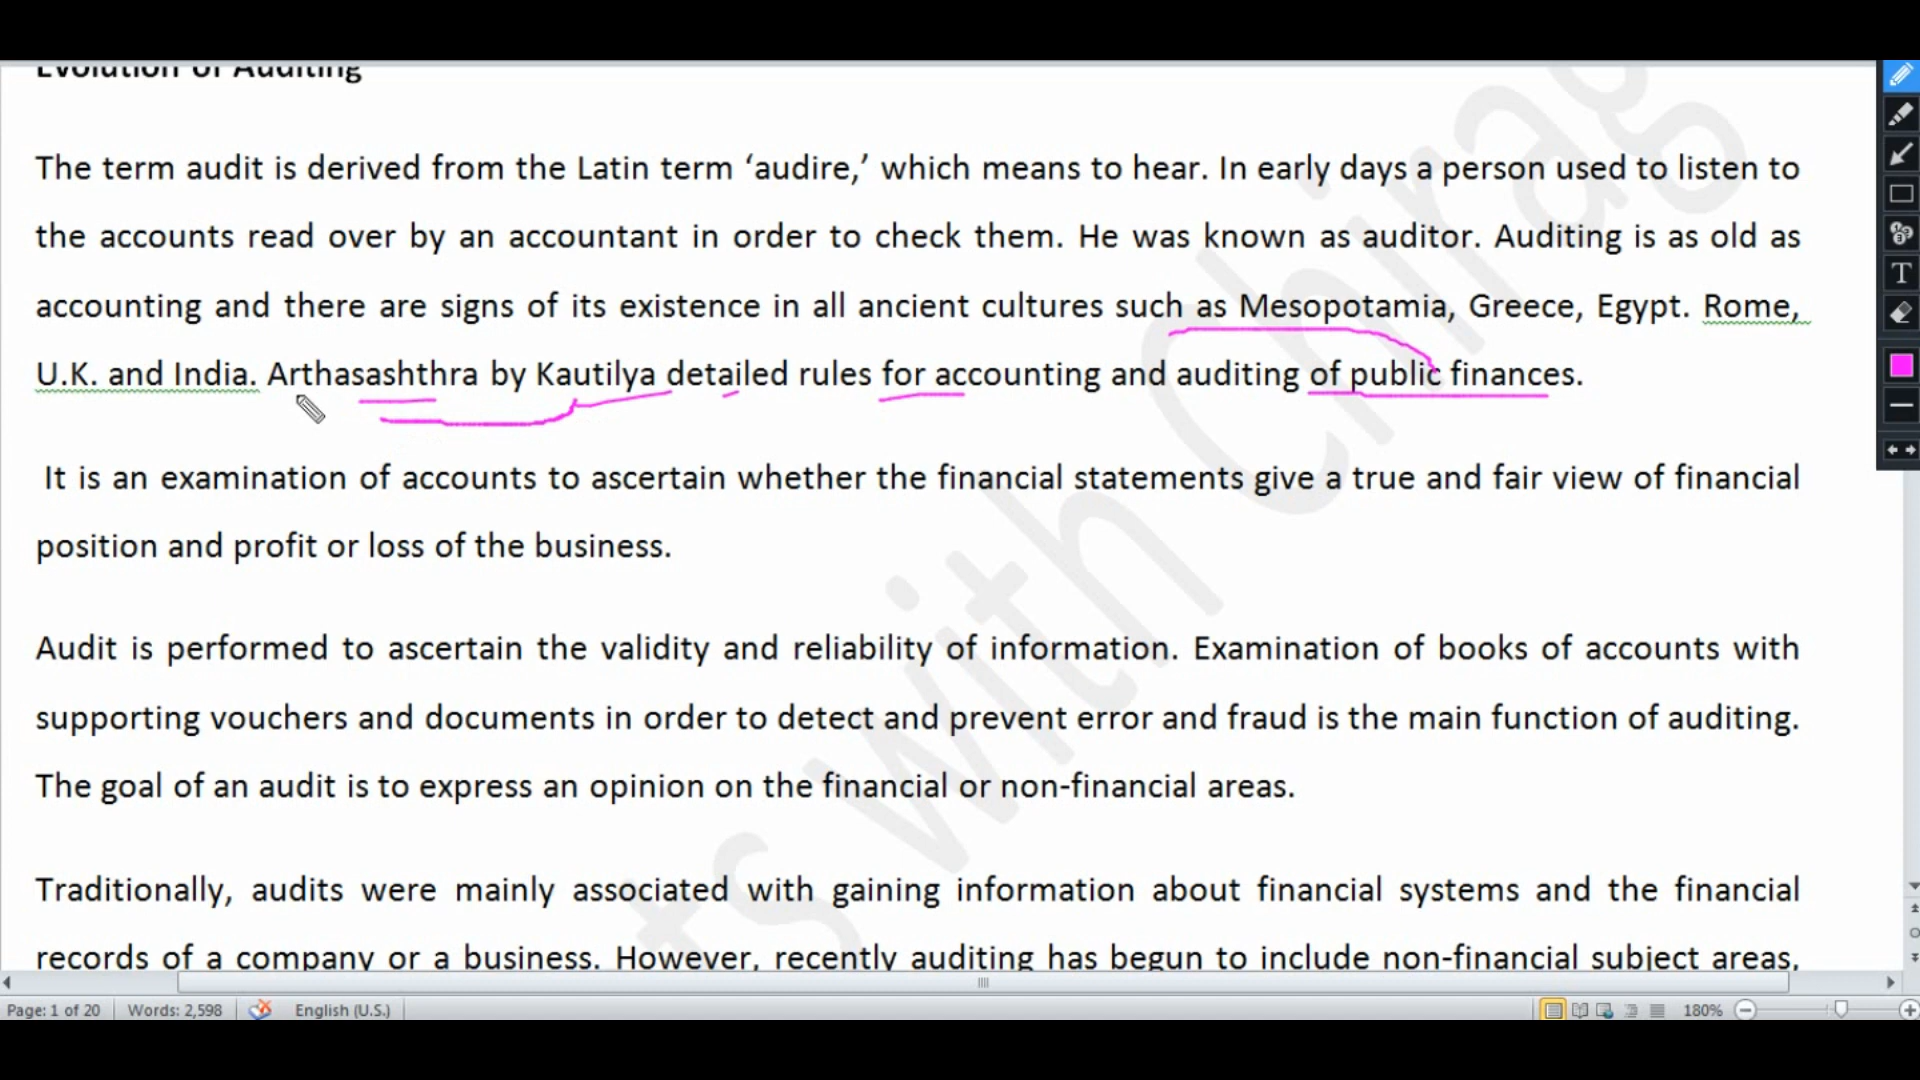 Evolution of Auditing
The term audit is derived from the Latin term ‘audire,’ which means to hear. In early days a person used to listen to
the accounts read over by an accountant in order to check them. He was known as auditor. Auditing is as old as
accounting and there are signs of its existence in all ancient cultures such as Mesopotamia, Greece, Egypt. Rome,
U.K. and India. Arthasashthra by Kautilya detailed rules for accounting and auditing of public finances.
It is an examination of accounts to ascertain whether the financial statements give a true and fair view of financial
position and profit or loss of the business.
Audit is performed to ascertain the validity and reliability of information. Examination of books of accounts with
supporting vouchers and documents in order to detect and prevent error and fraud is the main function of auditing.
The goal of an audit is to express an opinion on the financial or non-financial areas.
Traditionally, audits were mainly associated with gaining information about financial systems and the financial
records of a company or a business. However, recently auditing has begun to include non-financial subject areas,
ts with Chirag
Page: 1 of 20 Words: 2,598 English (U.S.) 180%